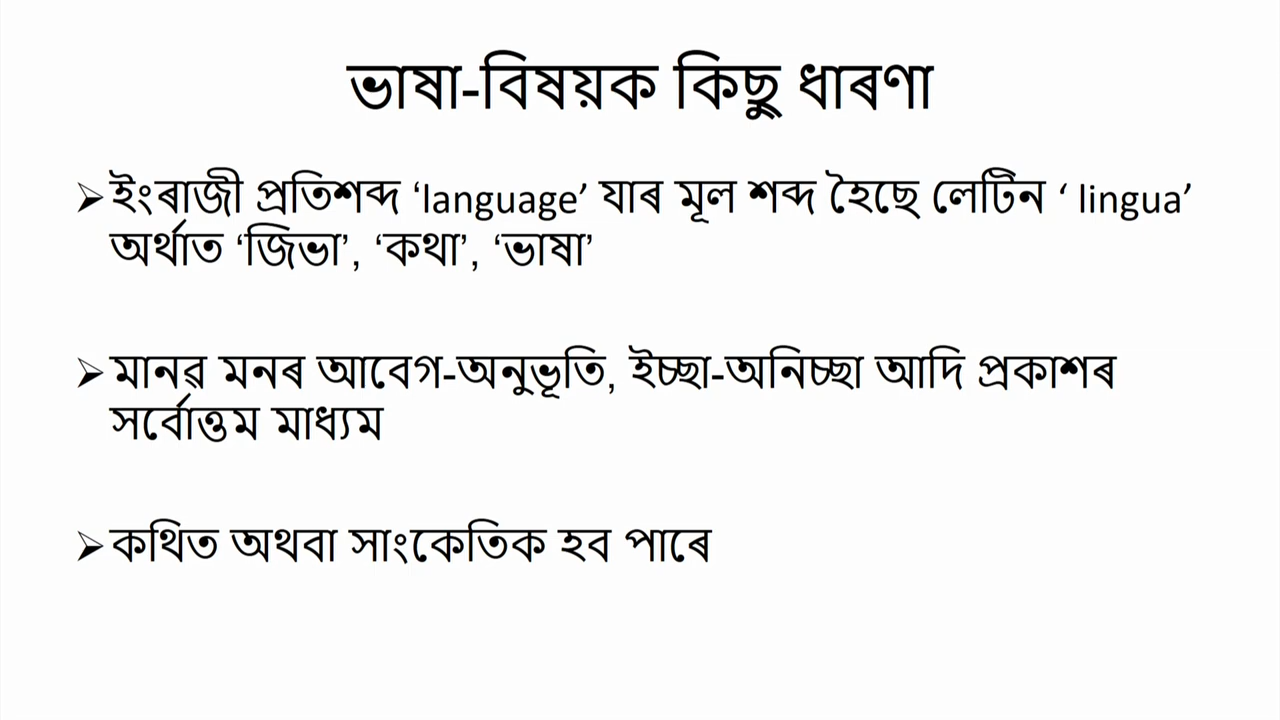 ভাষা-বিষয়ক কিছু ধাৰণা
➢ইংৰাজী প্ৰতিশব্দ ‘language’ যাৰ মূল শব্দ হৈছে লেটিন ‘ lingua’
অৰ্থাত ‘জিভা’, ‘কথা’, ‘ভাষা’
➢মানৱ মনৰ আবেগ-অনুভূতি, ইচ্ছা-অনিচ্ছা আদি প্ৰকাশৰ
সৰ্বোত্তম মাধ্যম
➢কথিত অথবা সাংকেতিক হব পাৰে